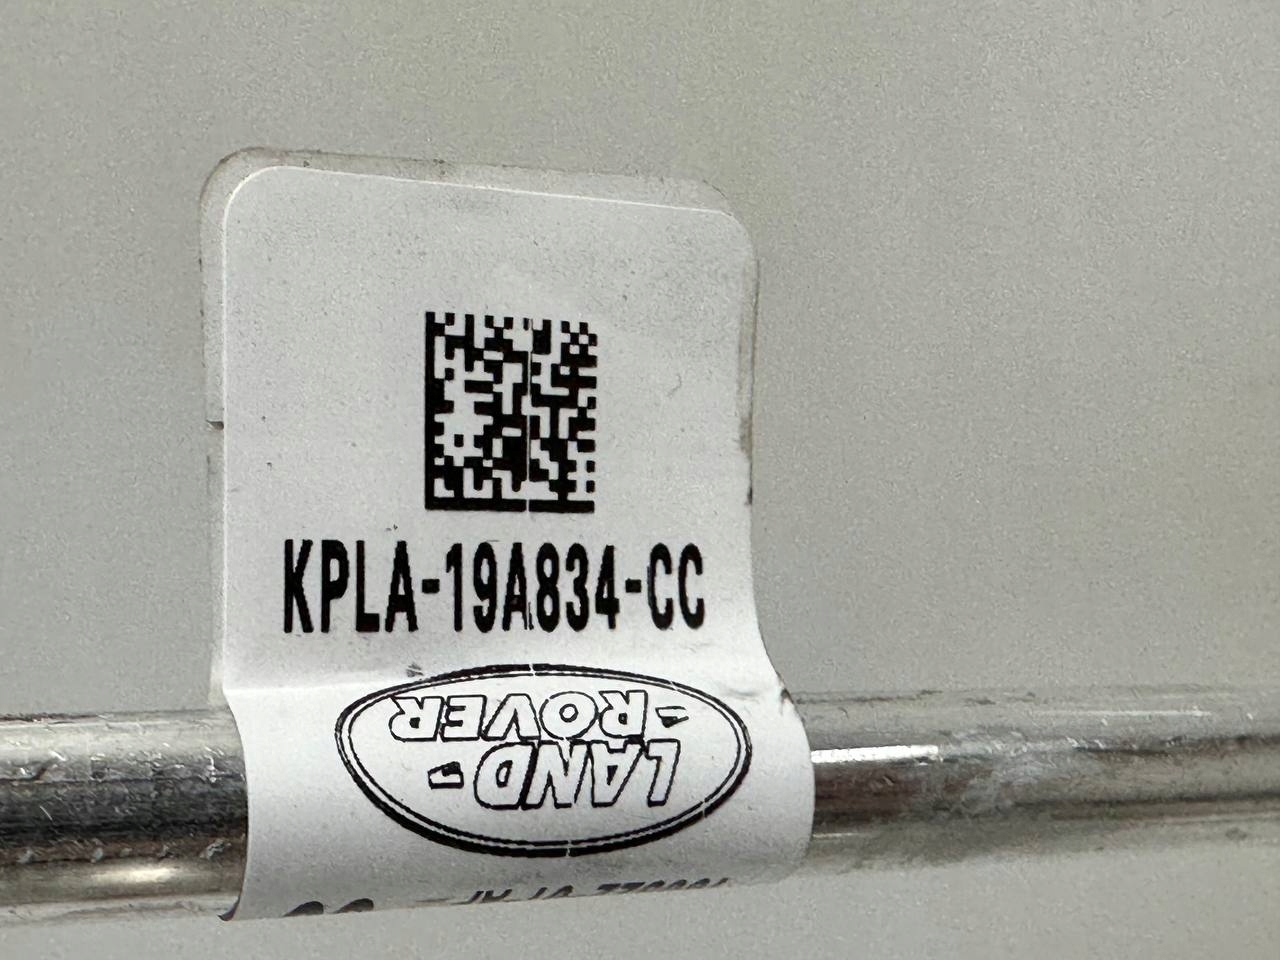 KPLA-19A834-CC
LAND-
-ROVER